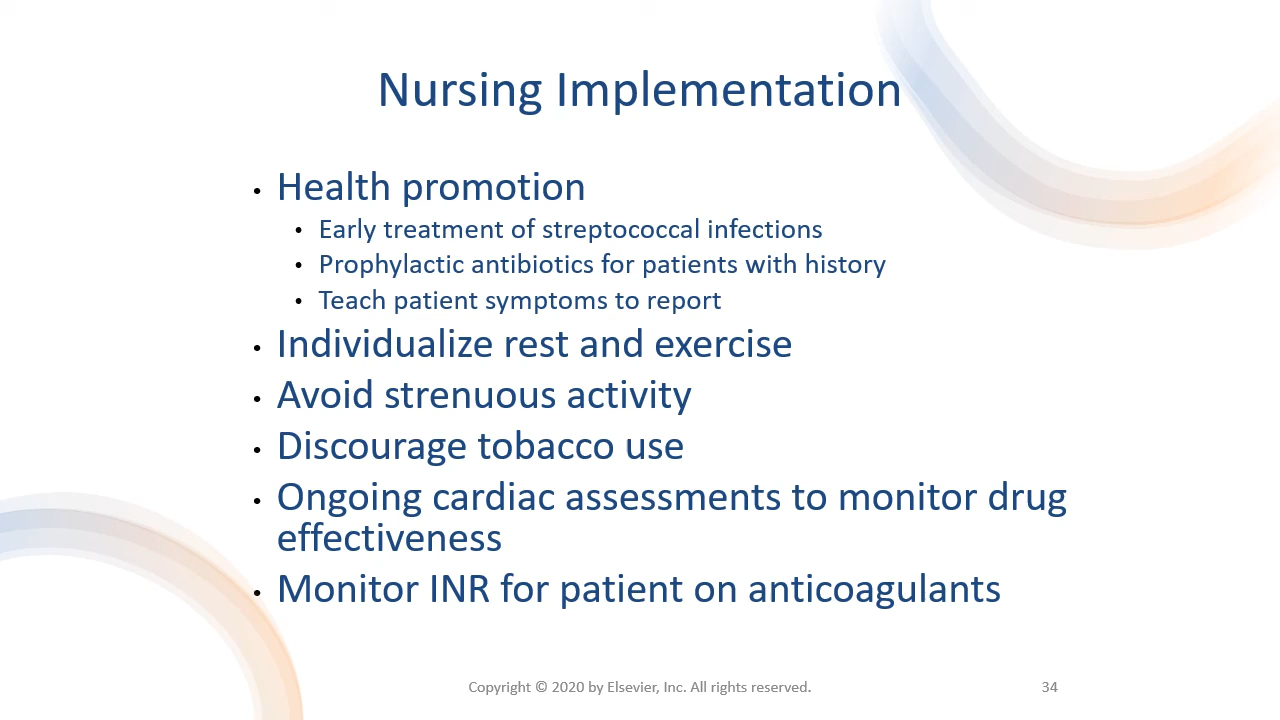 Nursing Implementation
• Health promotion
• Early treatment of streptococcal infections
• Prophylactic antibiotics for patients with history
• Teach patient symptoms to report
• Individualize rest and exercise
• Avoid strenuous activity
• Discourage tobacco use
• Ongoing cardiac assessments to monitor drug
effectiveness
• Monitor INR for patient on anticoagulants
Copyright © 2020 by Elsevier, Inc. All rights reserved.
34